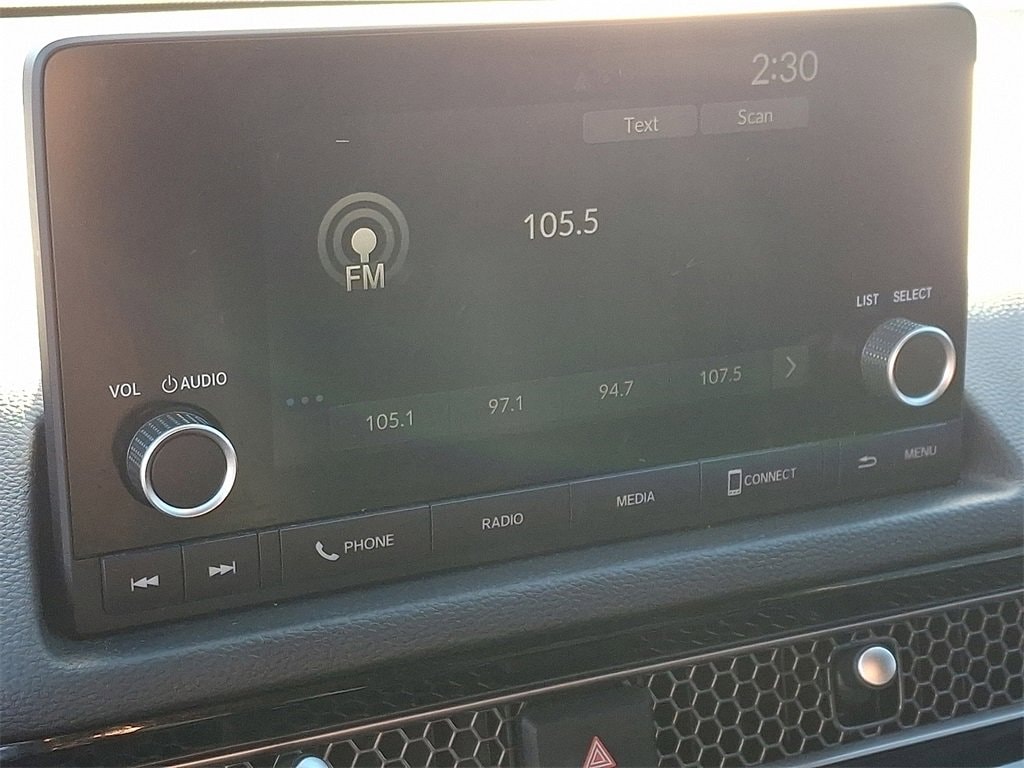 2:30
Text Scan
105.5
FM
LIST SELECT
VOL AUDIO
105.1 97.1 94.7 107.5
PHONE RADIO MEDIA CONNECT MENU